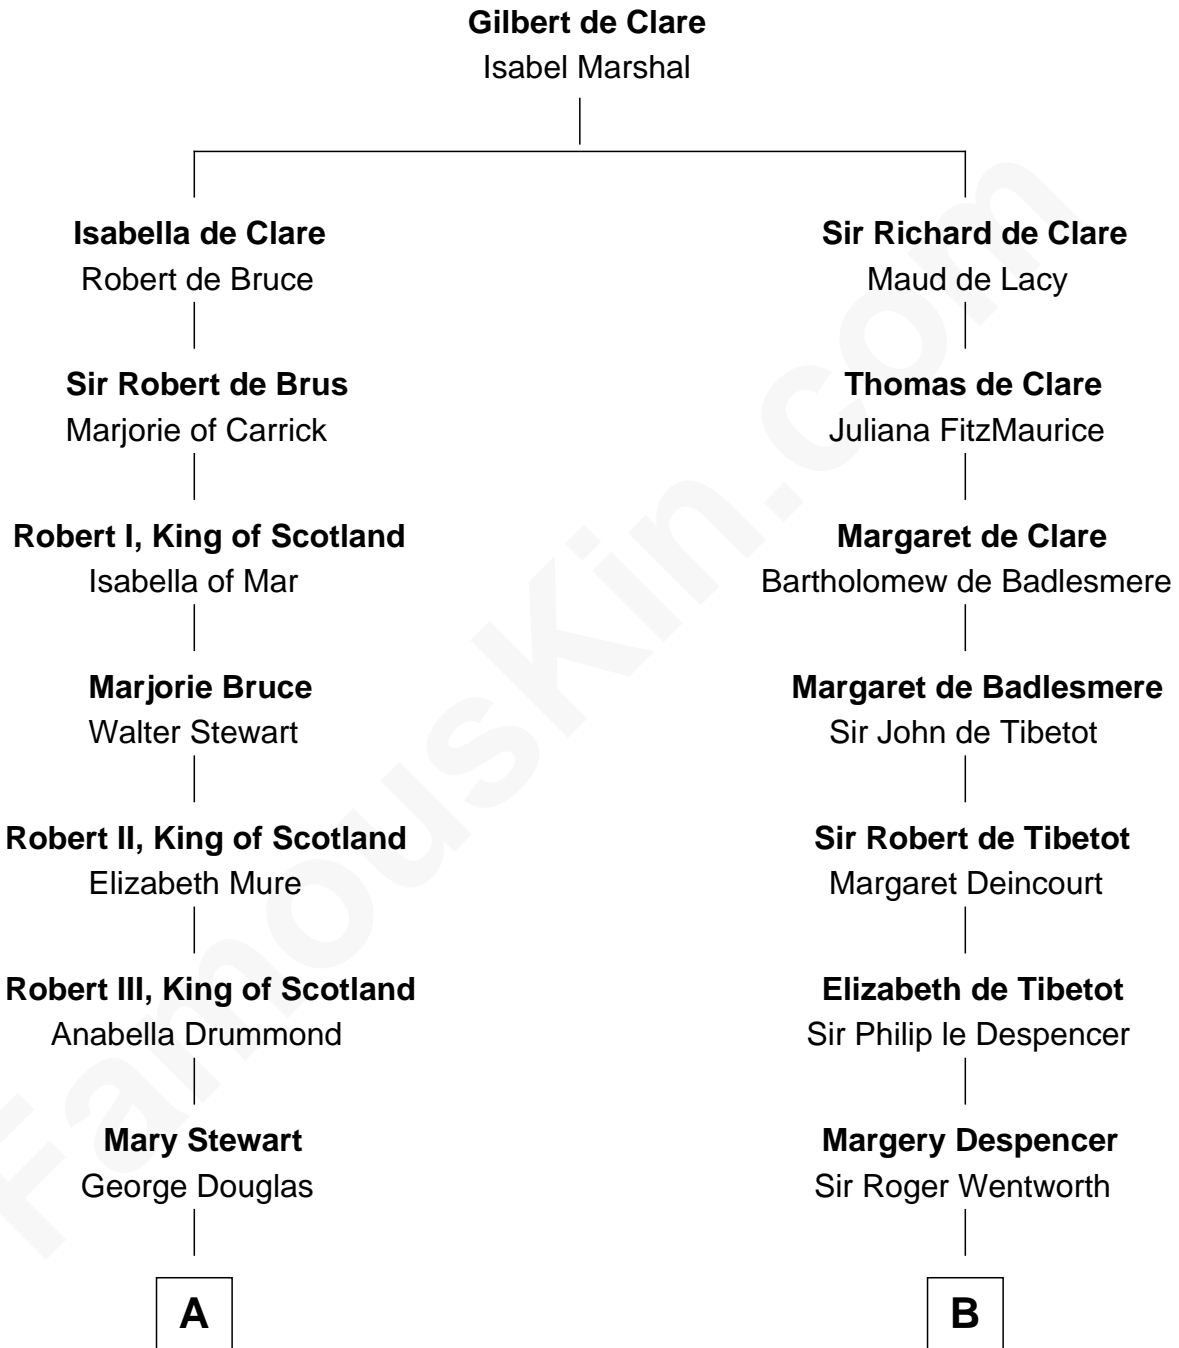 Gilbert de Clare
Isabel Marshal
Isabella de Clare
Robert de Bruce
Sir Richard de Clare
Maud de Lacy
Sir Robert de Brus
Marjorie of Carrick
Thomas de Clare
Juliana FitzMaurice
Robert I, King of Scotland
Isabella of Mar
Margaret de Clare
Bartholomew de Badlesmere
Marjorie Bruce
Walter Stewart
Margaret de Badlesmere
Sir John de Tibetot
Robert II, King of Scotland
Elizabeth Mure
Sir Robert de Tibetot
Margaret Deincourt
Robert III, King of Scotland
Anabella Drummond
Elizabeth de Tibetot
Sir Philip le Despencer
Mary Stewart
George Douglas
Margery Despencer
Sir Roger Wentworth
A
B
FamousKin.com